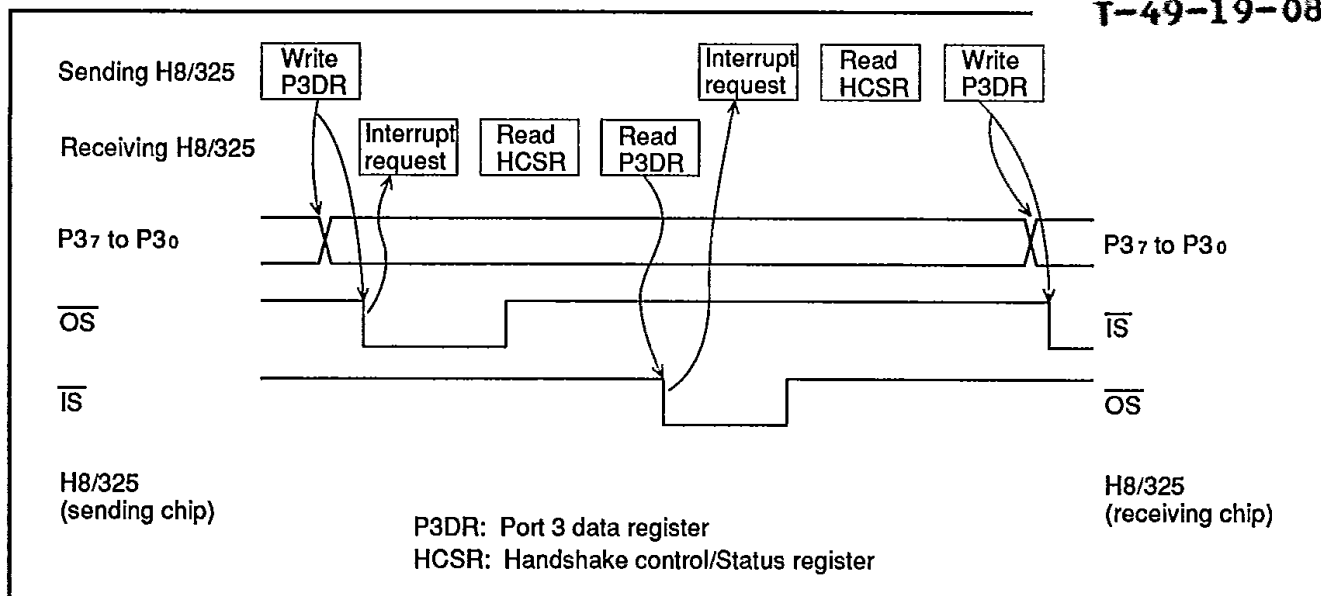 T-49-19-08
Sending H8/325
Write
P3DR
Interrupt
request
Read
HCSR
Write
P3DR
Receiving H8/325
Interrupt
request
Read
HCSR
Read
P3DR
P37 to P30
P37 to P30
OS
IS
IS
OS
H8/325
(sending chip)
H8/325
(receiving chip)
P3DR: Port 3 data register
HCSR: Handshake control/Status register